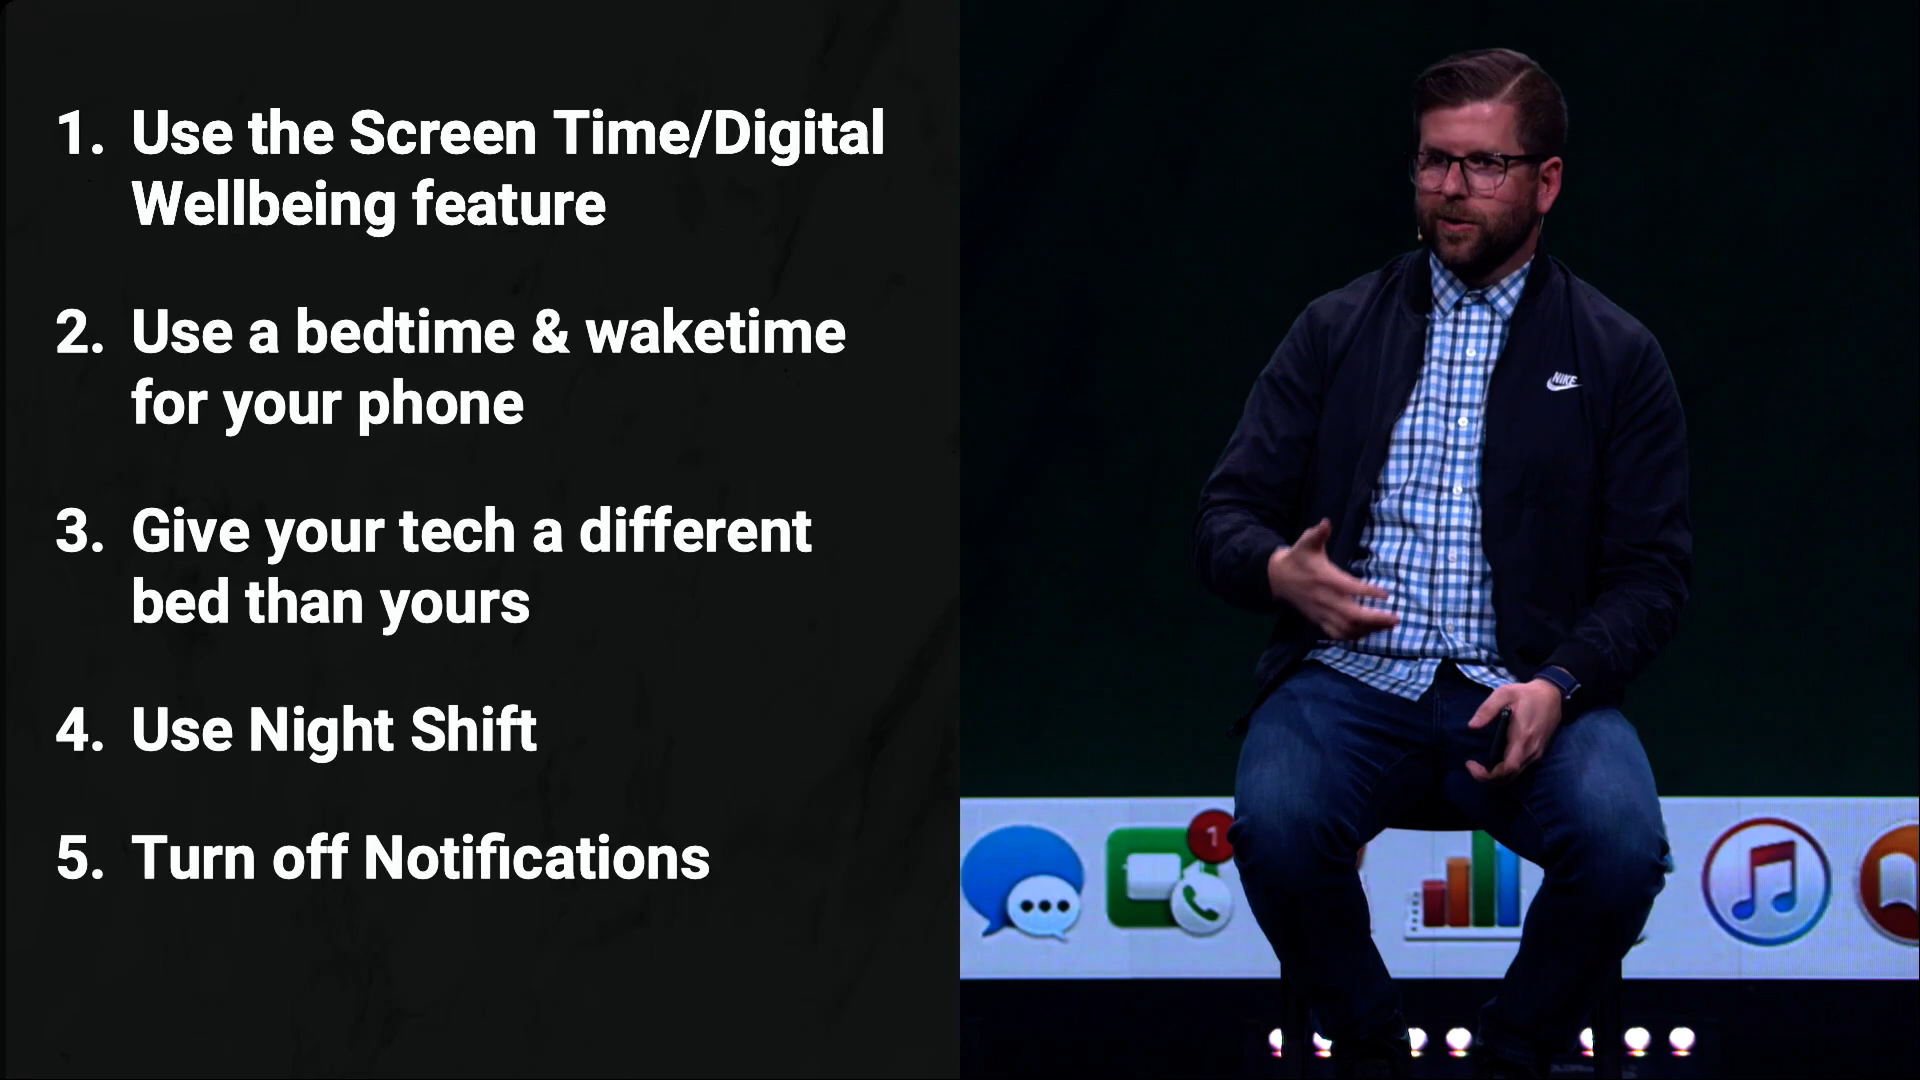 1. Use the Screen Time/Digital
Wellbeing feature
2. Use a bedtime & waketime
for your phone
3. Give your tech a different
bed than yours
4. Use Night Shift
5. Turn off Notifications
NIKE
1